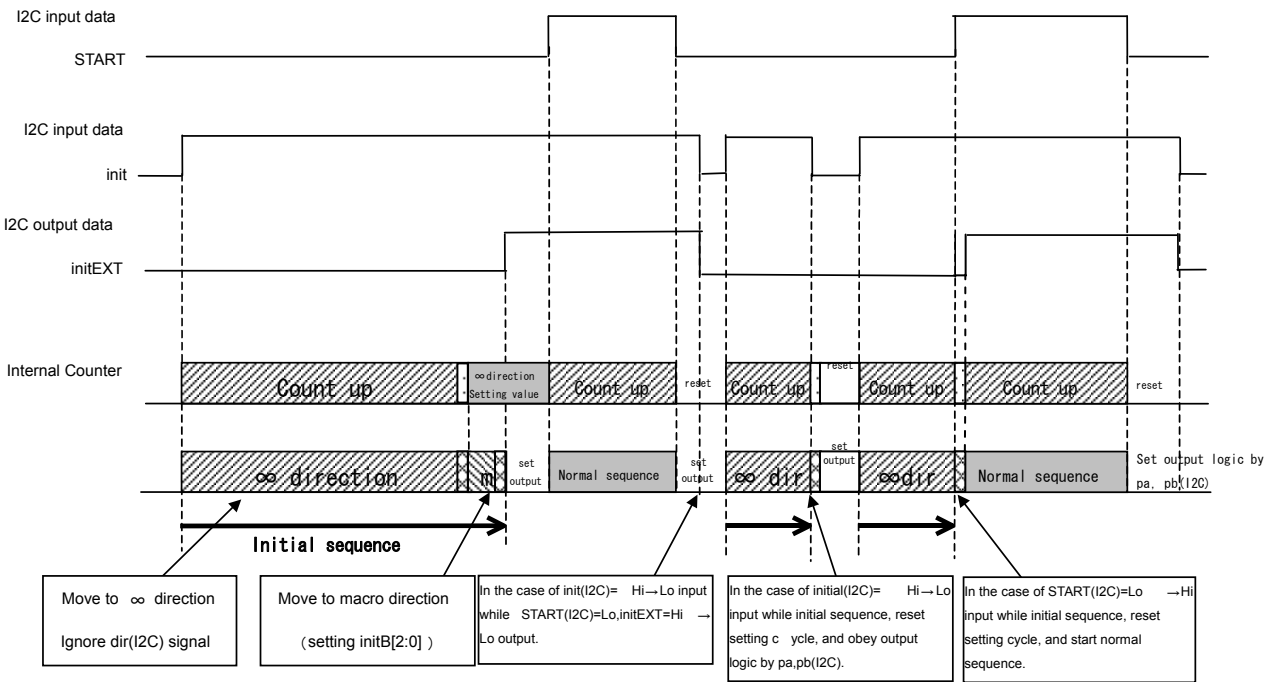 I2C input data
START
I2C input data
init
I2C output data
initEXT
Internal Counter
Count up
∞direction
Setting value
Count up
reset
Count up
reset
Count up
Count up
reset
∞ direction
m
set
output
Normal sequence
set
output
∞ dir
set
output
∞dir
Normal sequence
Set output logic by
pa, pb(I2C)
Initial sequence
Move to ∞ direction
Ignore dir(I2C) signal
Move to macro direction
(setting initB[2:0] )
In the case of init(I2C)= Hi→Lo input
while START(I2C)=Lo,initEXT=Hi →
Lo output.
In the case of initial(I2C)= Hi→Lo
input while initial sequence, reset
setting c ycle, and obey output
logic by pa,pb(I2C).
In the case of START(I2C)=Lo →Hi
input while initial sequence, reset
setting cycle, and start normal
sequence.